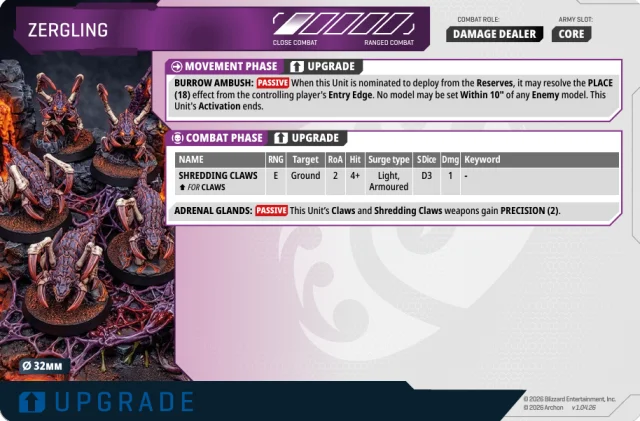 ZERGLING
CLOSE COMBAT
RANGED COMBAT
COMBAT ROLE:
DAMAGE DEALER
ARMY SLOT:
CORE
MOVEMENT PHASE UPGRADE
BURROW AMBUSH: PASSIVE When this Unit is nominated to deploy from the Reserves, it may resolve the PLACE
(18) effect from the controlling player's Entry Edge. No model may be set Within 10" of any Enemy model. This
Unit's Activation ends.
COMBAT PHASE UPGRADE
NAME RNG Target RoA Hit Surge type SDice Dmg Keyword
SHREDDING CLAWS E Ground 2 4+ Light, D3 1 -
FOR CLAWS Armoured
ADRENAL GLANDS: PASSIVE This Unit's Claws and Shredding Claws weapons gain PRECISION (2).
Ø 32MM
UPGRADE
© 2026 Blizzard Entertainment, Inc.
© 2026 Archon v 1.04.26